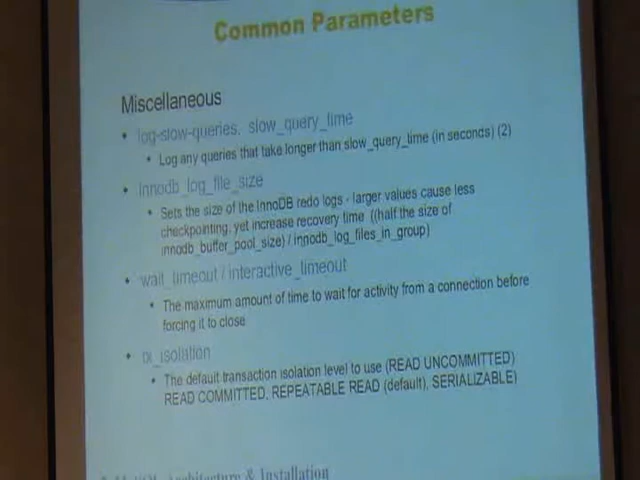 Common Parameters
Miscellaneous
• log-slow-queries, slow_query_time
• Log any queries that take longer than slow_query_time (in seconds) (2)
• innodb_log_file_size
• Sets the size of the InnoDB redo logs - larger values cause less
checkpointing, yet increase recovery time ((half the size of
innodb_buffer_pool_size) / innodb_log_files_in_group)
• wait_timeout / interactive_timeout
• The maximum amount of time to wait for activity from a connection before
forcing it to close
• tx_isolation
• The default transaction isolation level to use (READ UNCOMMITTED)
READ COMMITTED, REPEATABLE READ (default), SERIALIZABLE)
Architecture & Installation